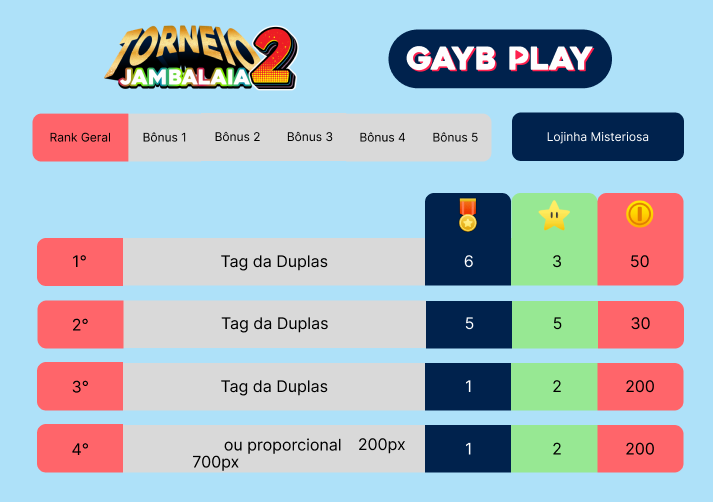 TORNEIO 2
JAMBALAIA
GAYB PLAY
Rank Geral Bônus 1 Bônus 2 Bônus 3 Bônus 4 Bônus 5 Lojinha Misteriosa
1° Tag da Duplas 6 3 50
2° Tag da Duplas 5 5 30
3° Tag da Duplas 1 2 200
4° ou proporcional 200px 1 2 200
700px